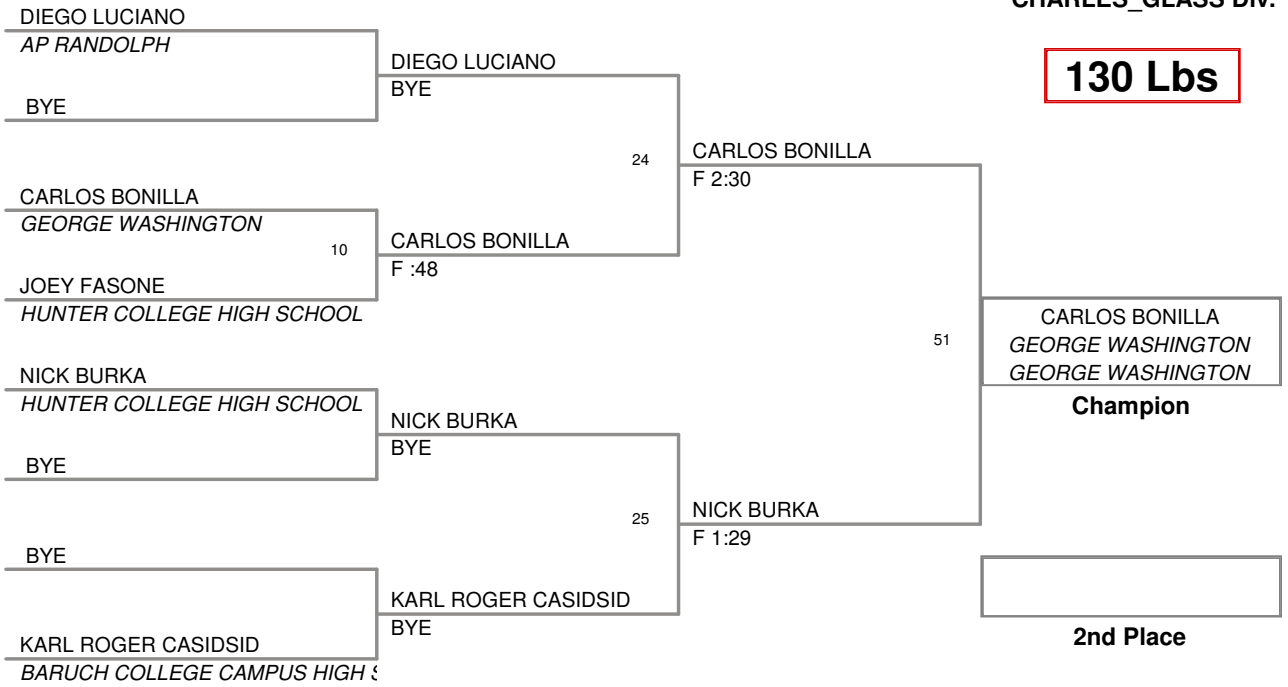 CHARLES_GLASS DIV.
130 Lbs
DIEGO LUCIANO
AP RANDOLPH
BYE
CARLOS BONILLA
GEORGE WASHINGTON
10
JOEY FASONE
HUNTER COLLEGE HIGH SCHOOL
NICK BURKA
HUNTER COLLEGE HIGH SCHOOL
BYE
BYE
KARL ROGER CASIDSID
BARUCH COLLEGE CAMPUS HIGH
DIEGO LUCIANO
BYE
24
CARLOS BONILLA
F :48
NICK BURKA
BYE
25
KARL ROGER CASIDSID
BYE
CARLOS BONILLA
F 2:30
51
NICK BURKA
F 1:29
CARLOS BONILLA
GEORGE WASHINGTON
GEORGE WASHINGTON
Champion
2nd Place